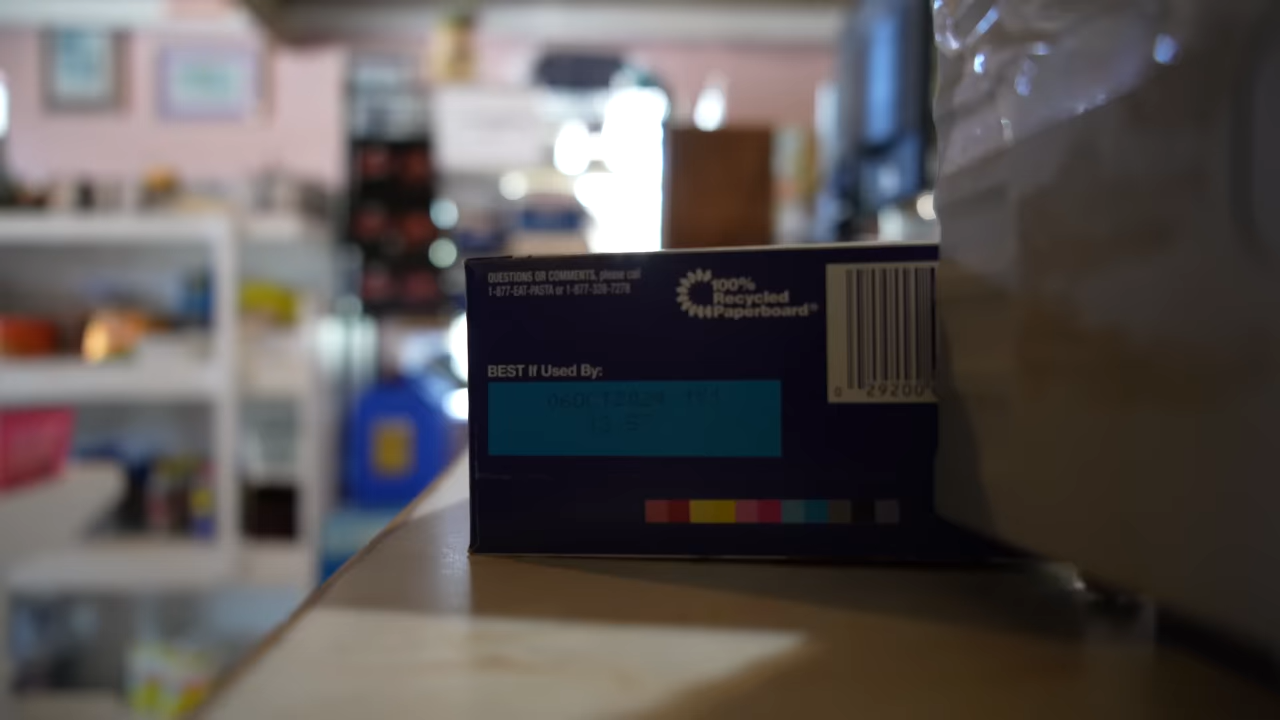 QUESTIONS OR COMMENTS, please call
1-877-EAT-PASTA or 1-877-328-7278
100%
Recycled
Paperboard®
BEST If Used By:
0 29200